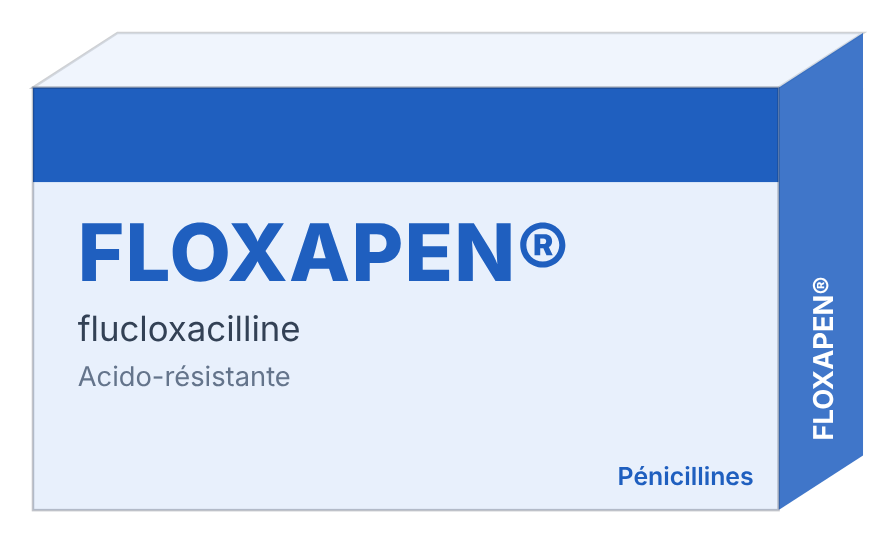 FLOXAPEN®
flucloxacilline
Acido-résistante
Pénicillines
FLOXAPEN®